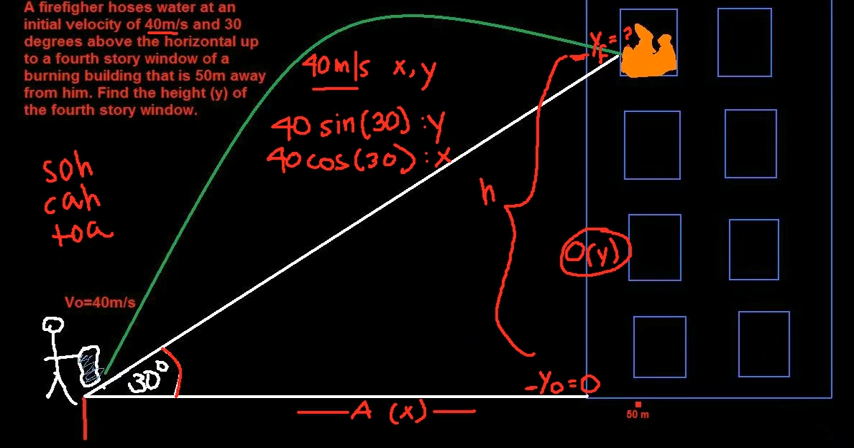 A firefigher hoses water at an
initial velocity of 40m/s and 30
degrees above the horizontal up
to a fourth story window of a
burning building that is 50m away
from him. Find the height (y) of
the fourth story window.
40m/s x, y
40 sin(30) : y
40 cos(30) : x
soh
cah
toa
Yf = ?
h
O(y)
Vo=40m/s
30°
Yo = 0
A (x)
50 m